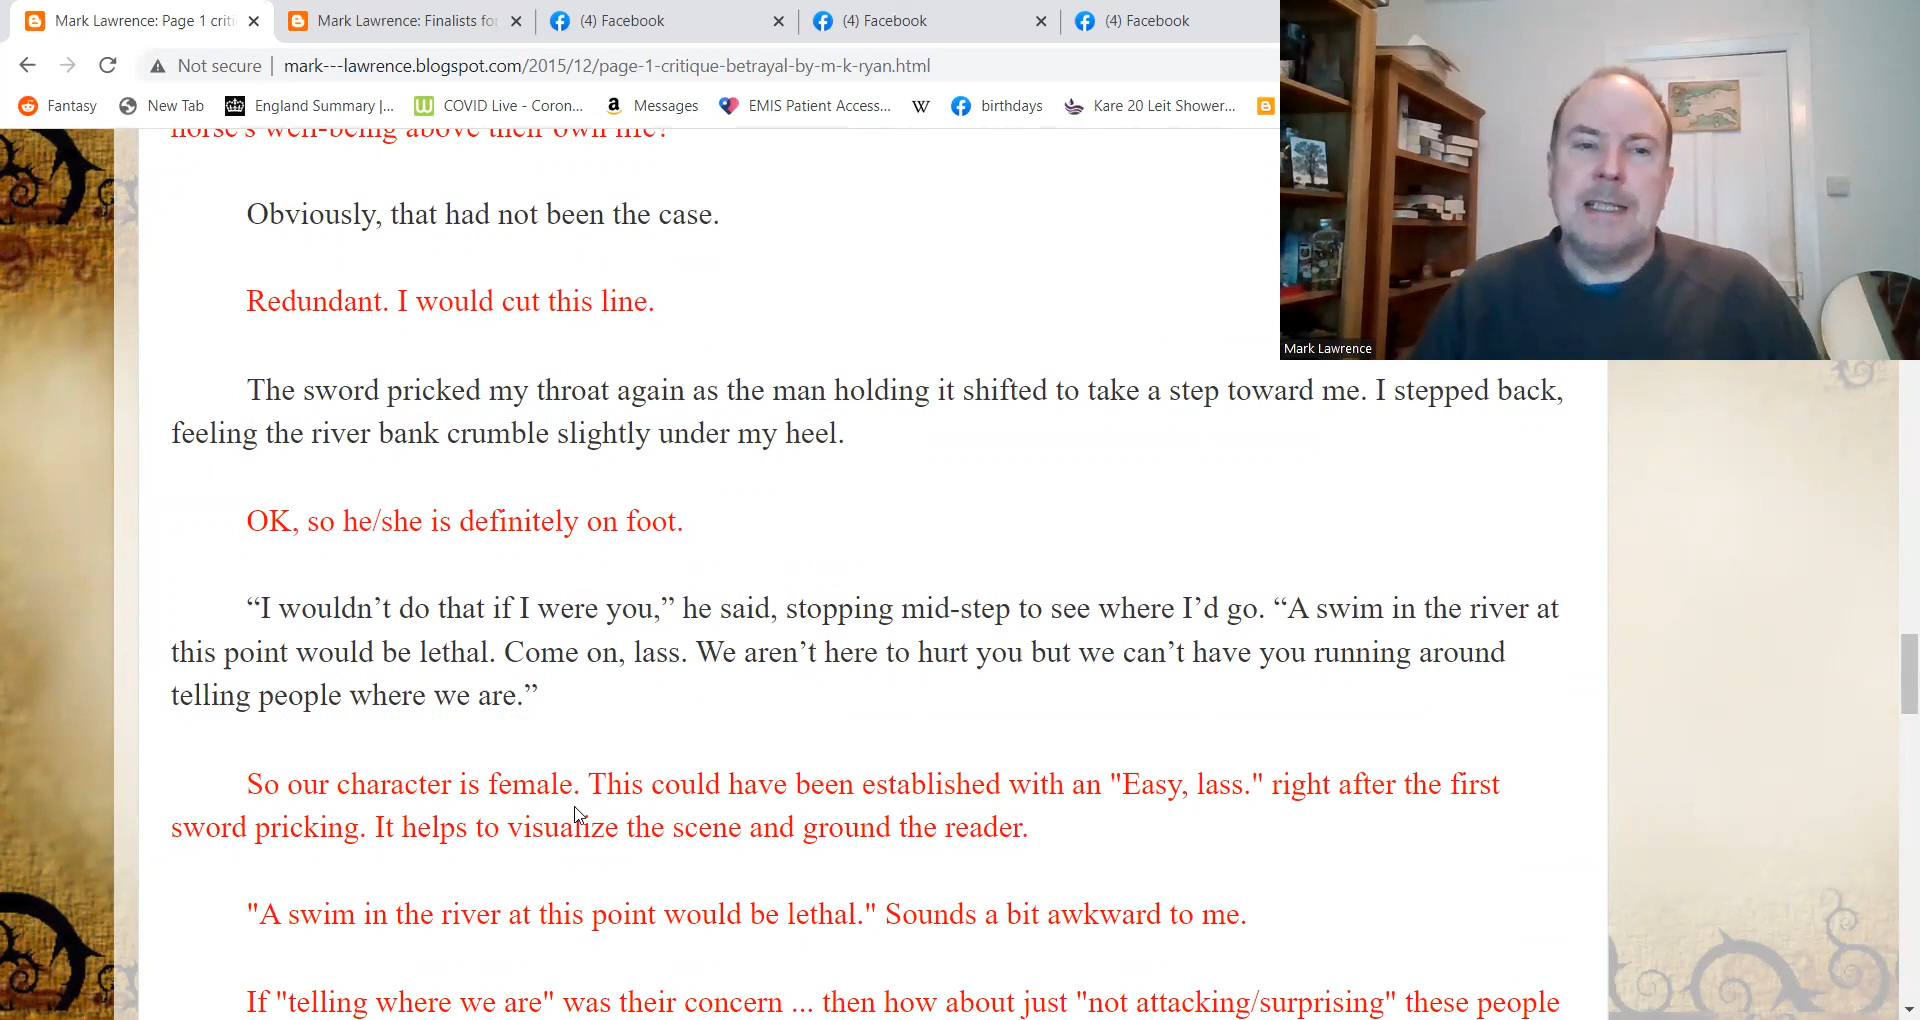 Mark Lawrence: Page 1 criti
Mark Lawrence: Finalists for
(4) Facebook
(4) Facebook
(4) Facebook
Not secure | mark---lawrence.blogspot.com/2015/12/page-1-critique-betrayal-by-m-k-ryan.html
Fantasy
New Tab
England Summary |...
COVID Live - Coron...
Messages
EMIS Patient Access...
W
birthdays
Kare 20 Leit Shower...
horse's well-being above their own life?
Obviously, that had not been the case.
Redundant. I would cut this line.
Mark Lawrence
The sword pricked my throat again as the man holding it shifted to take a step toward me. I stepped back,
feeling the river bank crumble slightly under my heel.
OK, so he/she is definitely on foot.
“I wouldn’t do that if I were you,” he said, stopping mid-step to see where I’d go. “A swim in the river at
this point would be lethal. Come on, lass. We aren’t here to hurt you but we can’t have you running around
telling people where we are.”
So our character is female. This could have been established with an "Easy, lass." right after the first
sword pricking. It helps to visualize the scene and ground the reader.
"A swim in the river at this point would be lethal." Sounds a bit awkward to me.
If "telling where we are" was their concern ... then how about just "not attacking/surprising" these people